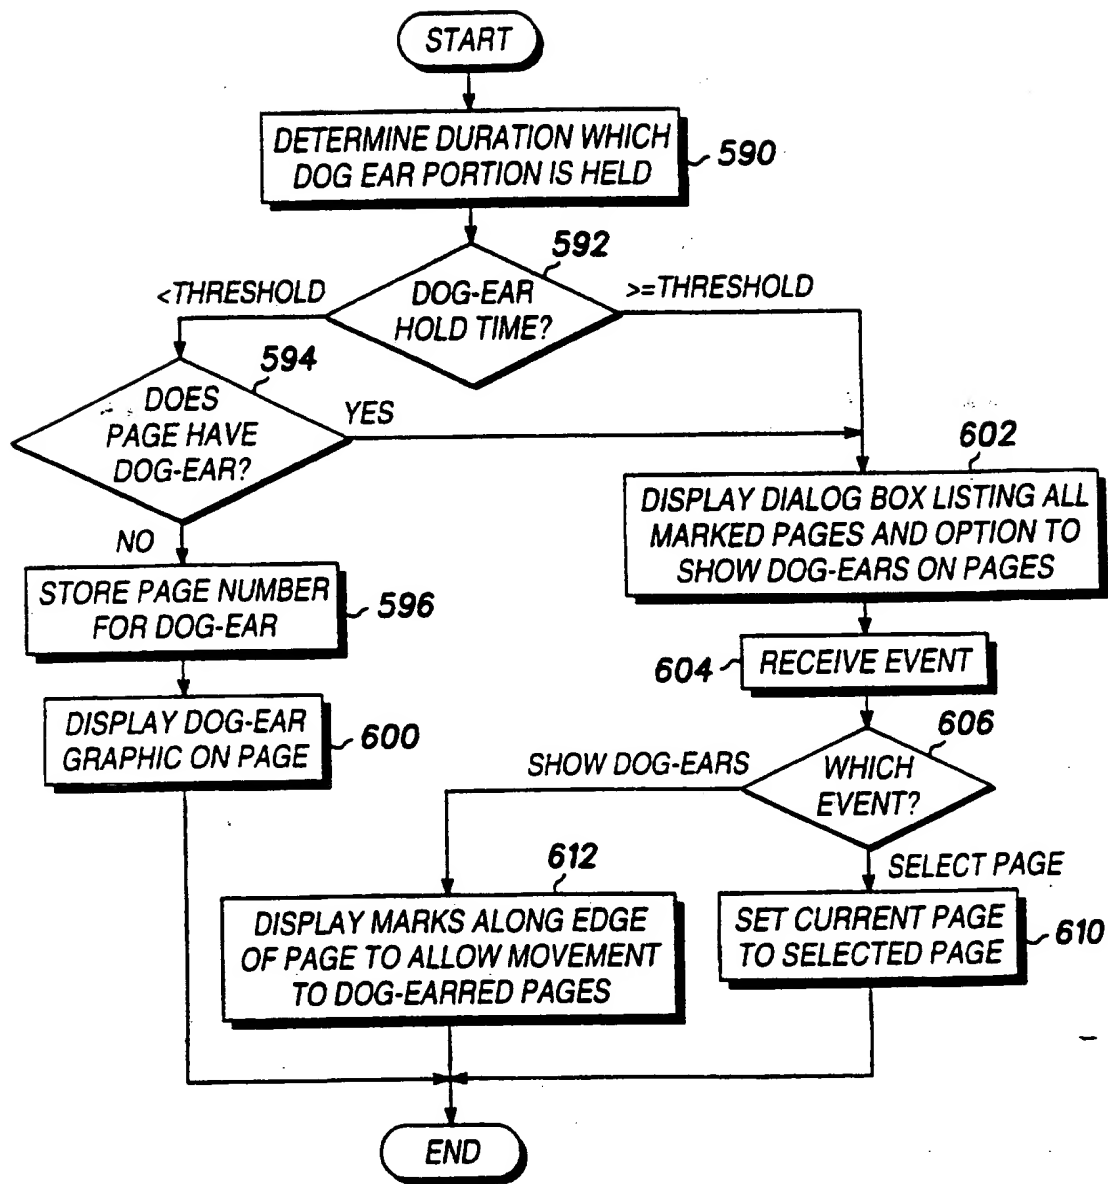 START
DETERMINE DURATION WHICH
DOG EAR PORTION IS HELD
590
592
<THRESHOLD
DOG-EAR
HOLD TIME?
>=THRESHOLD
594
DOES
PAGE HAVE
DOG-EAR?
YES
NO
602
DISPLAY DIALOG BOX LISTING ALL
MARKED PAGES AND OPTION TO
SHOW DOG-EARS ON PAGES
STORE PAGE NUMBER
FOR DOG-EAR
596
604
RECEIVE EVENT
DISPLAY DOG-EAR
GRAPHIC ON PAGE
600
606
SHOW DOG-EARS
WHICH
EVENT?
SELECT PAGE
612
DISPLAY MARKS ALONG EDGE
OF PAGE TO ALLOW MOVEMENT
TO DOG-EARRED PAGES
SET CURRENT PAGE
TO SELECTED PAGE
610
END